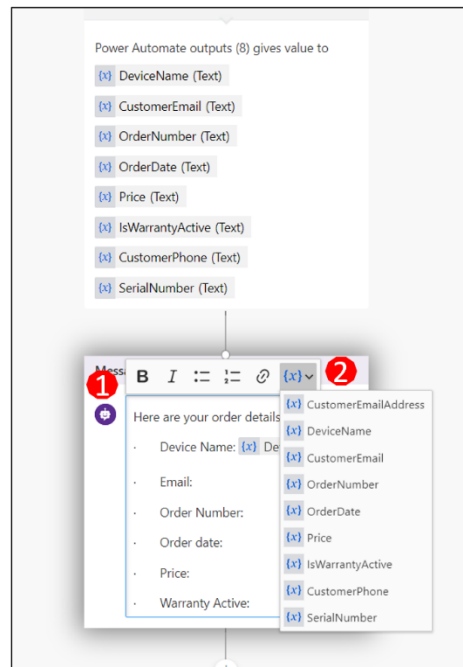 Power Automate outputs (8) gives value to
{x} DeviceName (Text)
{x} CustomerEmail (Text)
{x} OrderNumber (Text)
{x} OrderDate (Text)
{x} Price (Text)
{x} IsWarrantyActive (Text)
{x} CustomerPhone (Text)
{x} SerialNumber (Text)
1
B I {x} 2
Here are your order details
· Device Name: {x}
· Email:
· Order Number:
· Order date:
· Price:
· Warranty Active:
{x} CustomerEmailAddress
{x} DeviceName
{x} CustomerEmail
{x} OrderNumber
{x} OrderDate
{x} Price
{x} IsWarrantyActive
{x} CustomerPhone
{x} SerialNumber